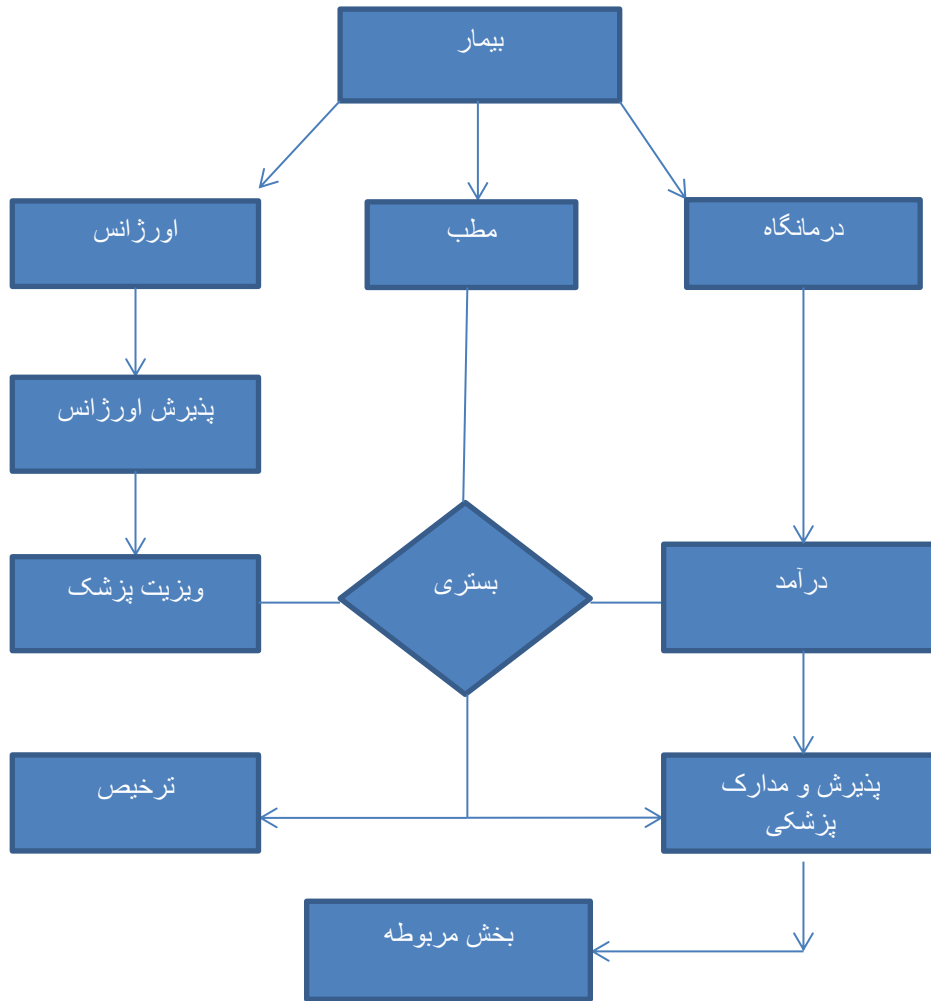 بیمار
درمانگاه
مطب
اورژانس
پذیرش اورژانس
درآمد
بستری
ویزیت پزشک
پذیرش و مدارک
پزشکی
ترخیص
بخش مربوطه